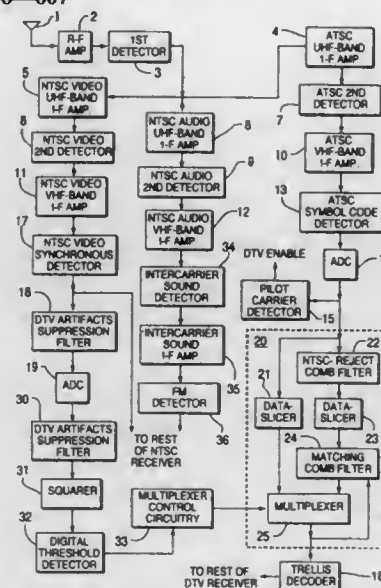 1
2
R-F
AMP
1ST
DETECTOR
3
4
ATSC
UHF-BAND
I-F AMP
5
NTSC VIDEO
UHF-BAND
I-F AMP
NTSC AUDIO
UHF-BAND
I-F AMP
8
ATSC 2ND
DETECTOR
7
8
NTSC VIDEO
2ND DETECTOR
NTSC AUDIO
2ND DETECTOR
9
10
ATSC
VHF-BAND
I-F AMP.
11
NTSC VIDEO
VHF-BAND
I-F AMP
NTSC AUDIO
VHF-BAND
I-F AMP
12
13
ATSC
SYMBOL CODE
DETECTOR
17
NTSC VIDEO
SYNCHRONOUS
DETECTOR
34
INTERCARRIER
SOUND
DETECTOR
DTV ENABLE
ADC
PILOT
CARRIER
DETECTOR
15
18
DTV ARTIFACTS
SUPPRESSION
FILTER
INTERCARRIER
SOUND
I-F AMP
35
20
22
NTSC-REJECT
COMB FILTER
19
ADC
FM
DETECTOR
36
21
DATA-
SLICER
DATA-
SLICER
23
30
DTV ARTIFACTS
SUPPRESSION
FILTER
TO REST
OF NTSC
RECEIVER
24
MATCHING
COMB FILTER
31
SQUARER
MULTIPLEXER
CONTROL
CIRCUITRY
33
MULTIPLEXER
25
32
DIGITAL
THRESHOLD
DETECTOR
TO REST OF
DTV RECEIVER
TRELLIS
DECODER